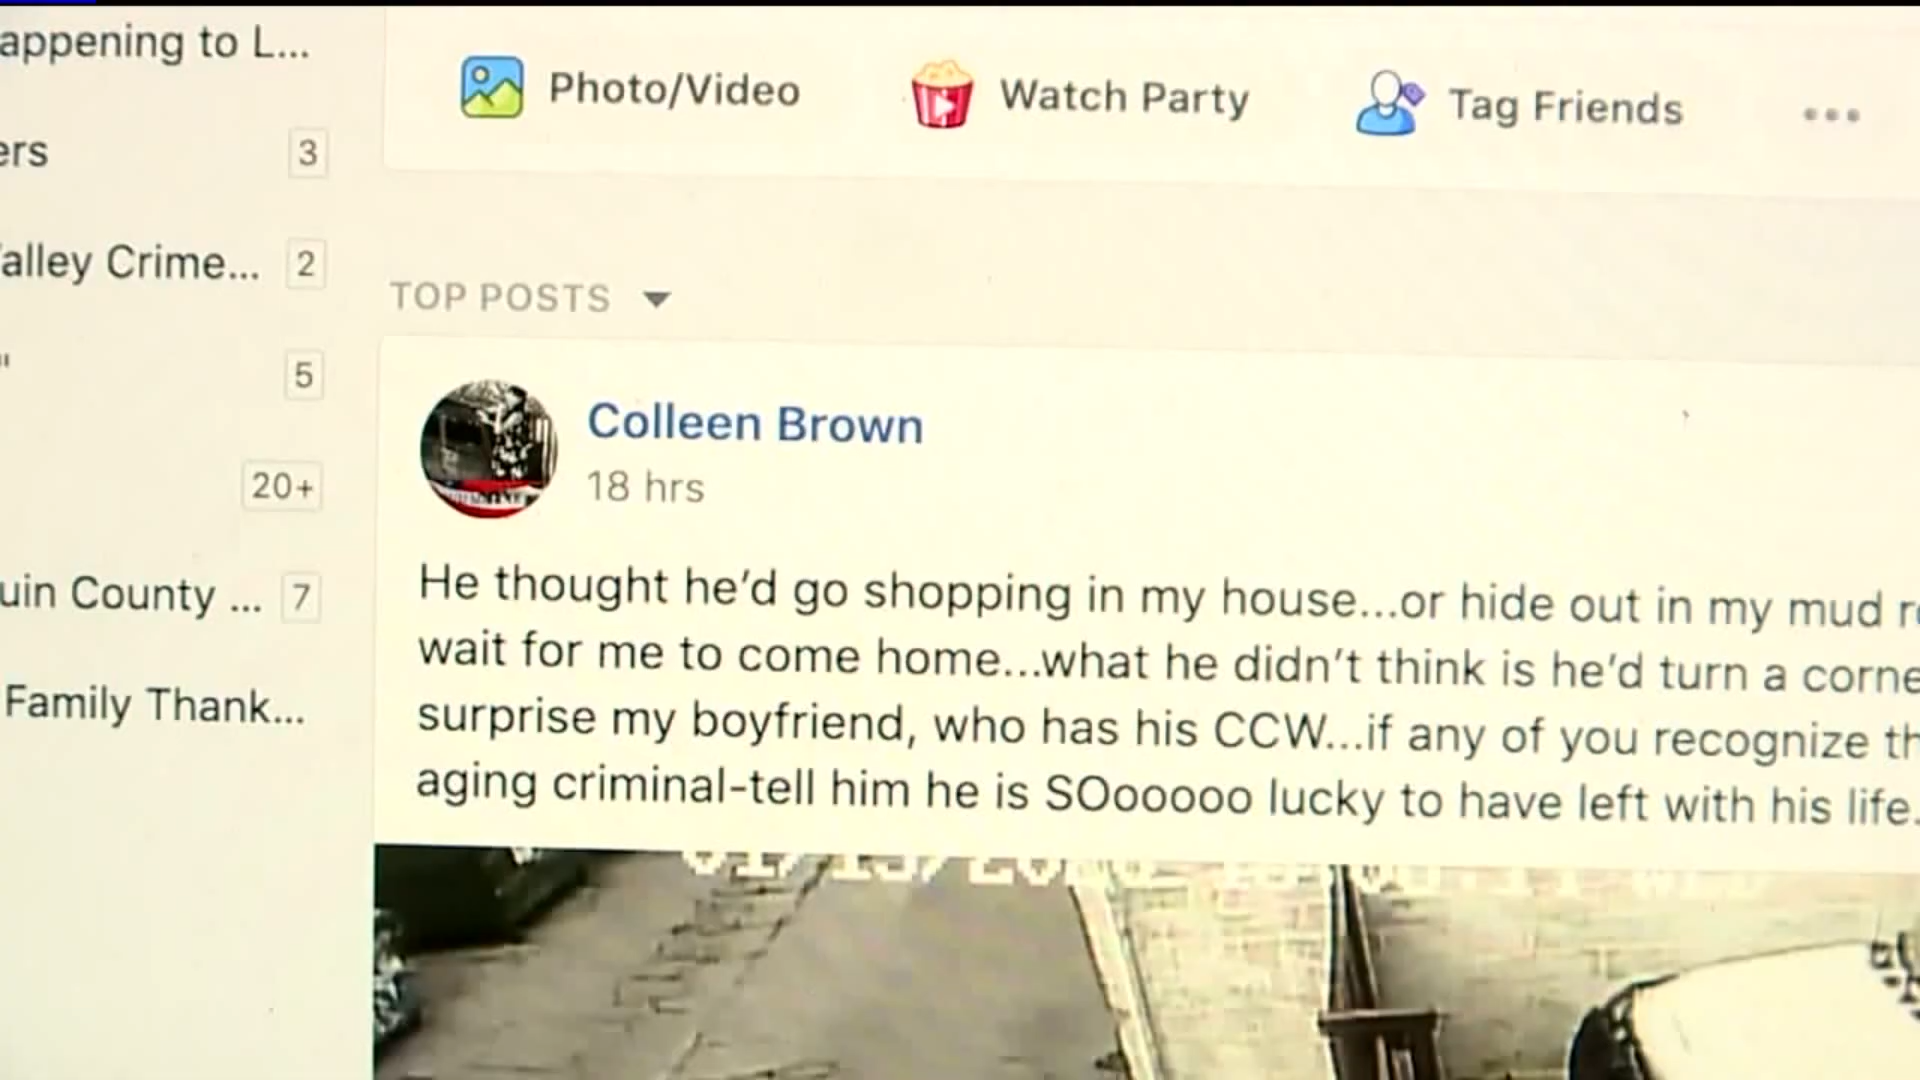 appening to L...
Photo/Video
Watch Party
Tag Friends
ers
3
alley Crime...
2
TOP POSTS
"
5
Colleen Brown
18 hrs
20+
He thought he'd go shopping in my house...or hide out in my mud
uin County ...
7
wait for me to come home...what he didn't think is he'd turn a
surprise my boyfriend, who has his CCW...if any of you recognize
Family Thank...
aging criminal-tell him he is SOooooo lucky to have left with his life.